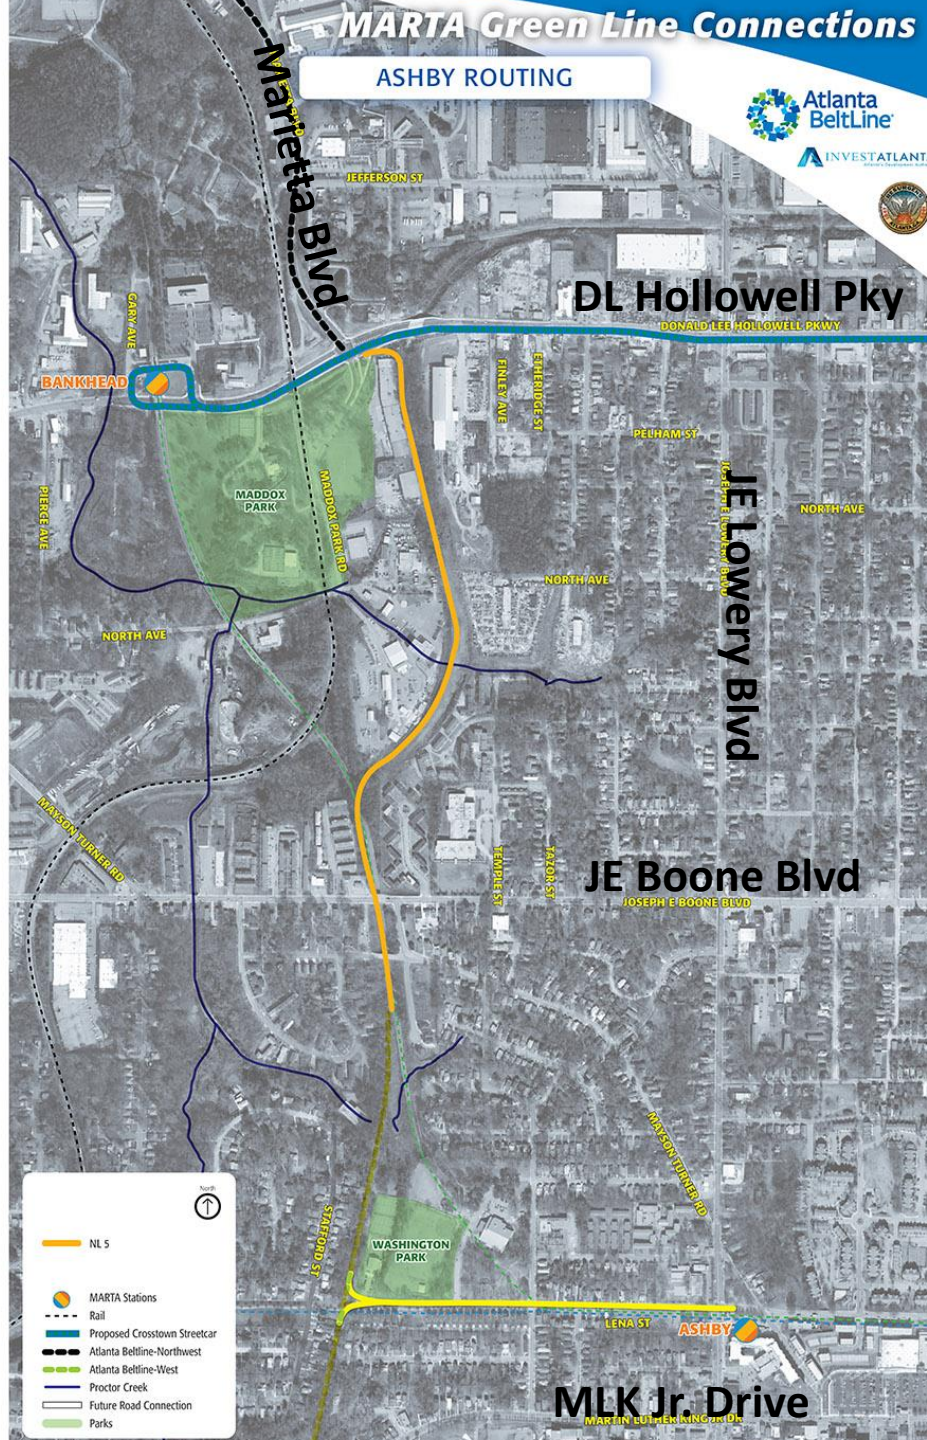 MARTA Green Line Connections
ASHBY ROUTING
Atlanta
BeltLine
INVEST ATLANTA
Marietta Blvd
JEFFERSON ST
DL Hollowell Pky
DONALD LEE HOLLOWELL PKWY
GARY AVE
BANKHEAD
FINLEY AVE
ETHERIDGE ST
PELHAM ST
JE Lowery Blvd
PIERCE AVE
MADDOX
PARK
MADDOX PARK RD
NORTH AVE
NORTH AVE
NORTH AVE
MAYSON TURNER RD
TEMPLE ST
TAZOR ST
JE Boone Blvd
JOSEPH E BOONE BLVD
MAYSON TURNER RD
STAFFORD ST
WASHINGTON
PARK
LENA ST
ASHBY
MLK Jr. Drive
MARTIN LUTHER KING JR DR
North
NL 5
MARTA Stations
Rail
Proposed Crosstown Streetcar
Atlanta Beltline-Northwest
Atlanta Beltline-West
Proctor Creek
Future Road Connection
Parks